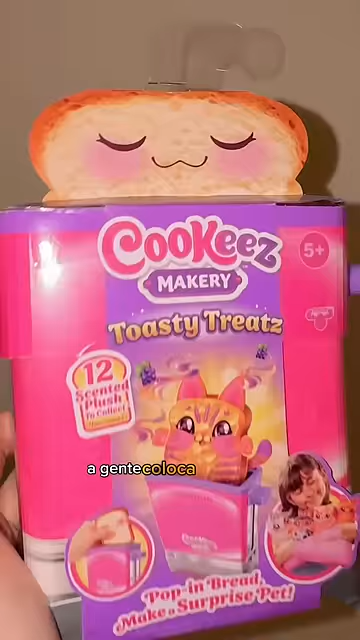 CooKeez
MAKERY
5+
Toasty Treatz
12
Scented
Plush
To Collect
a gente coloca
Pop-in Bread,
Make a Surprise Pet!